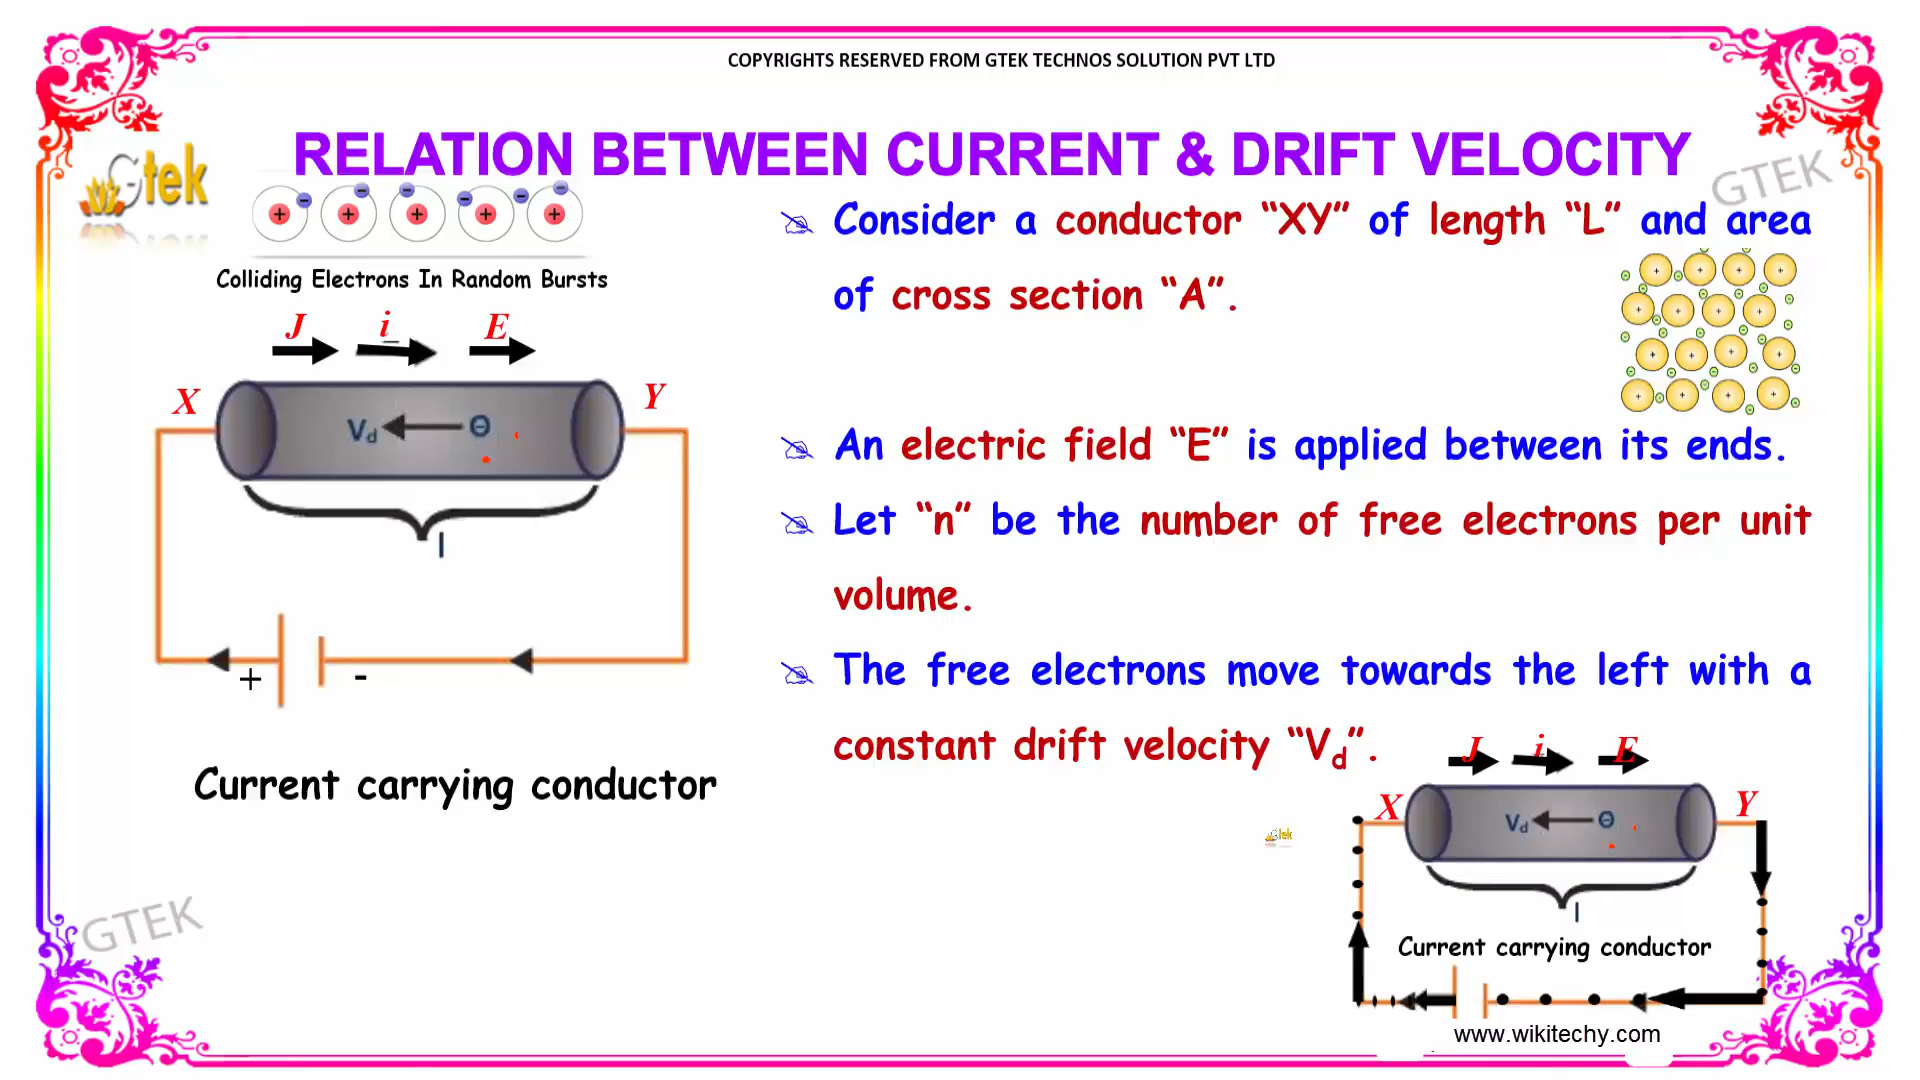 COPYRIGHTS RESERVED FROM GTEK TECHNOS SOLUTION PVT LTD
Gtek
RELATION BETWEEN CURRENT & DRIFT VELOCITY
GTEK
+ − + − + − + − + − −
Colliding Electrons In Random Bursts
J i E
X Y
Vd Θ
l
+ -
Current carrying conductor
Consider a conductor “XY” of length “L” and area
of cross section “A”.
An electric field “E” is applied between its ends.
Let “n” be the number of free electrons per unit
volume.
The free electrons move towards the left with a
constant drift velocity “Vd”.
J i E
X Y
Vd Θ
l
Gtek
Current carrying conductor
GTEK
www.wikitechy.com